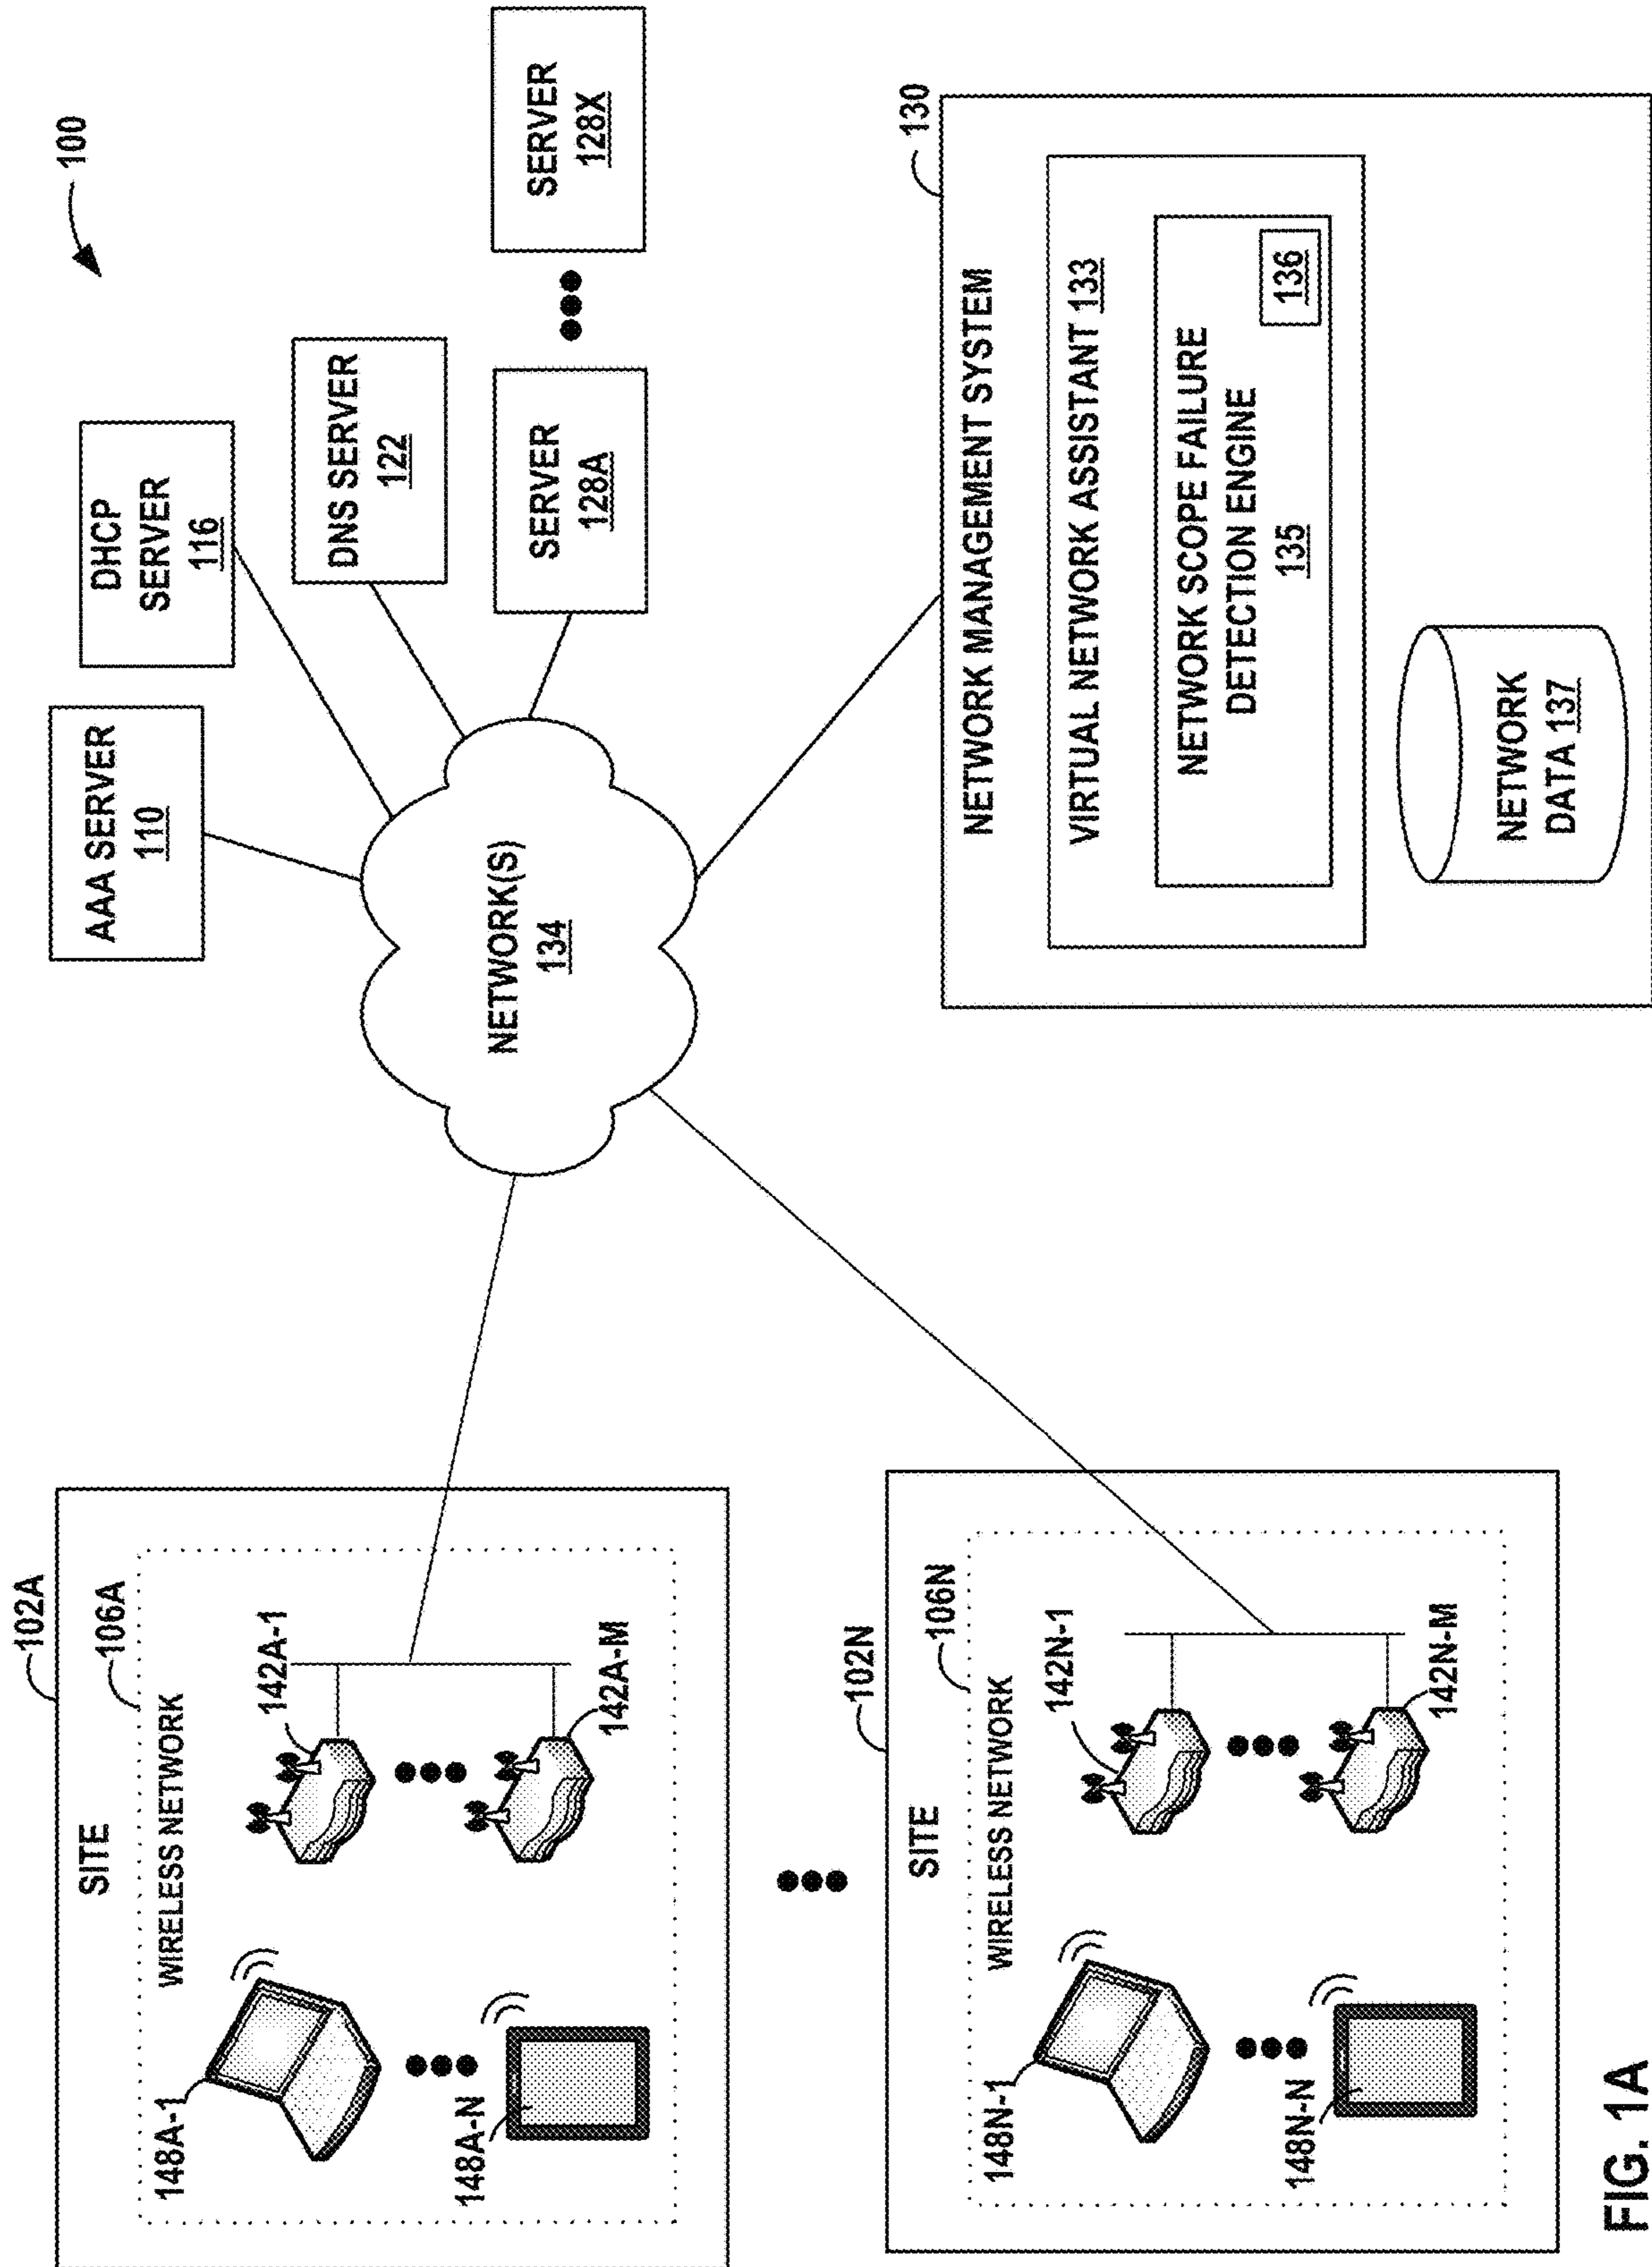 100
102A
SITE
106A
WIRELESS NETWORK
148A-1
142A-1
148A-N
142A-M
102N
SITE
106N
WIRELESS NETWORK
148N-1
142N-1
148N-N
142N-M
NETWORK(S)
134
AAA SERVER
110
DHCP
SERVER
116
DNS SERVER
122
SERVER
128A
SERVER
128X
130
NETWORK MANAGEMENT SYSTEM
VIRTUAL NETWORK ASSISTANT 133
NETWORK SCOPE FAILURE
DETECTION ENGINE
135
136
NETWORK
DATA 137
FIG. 1A